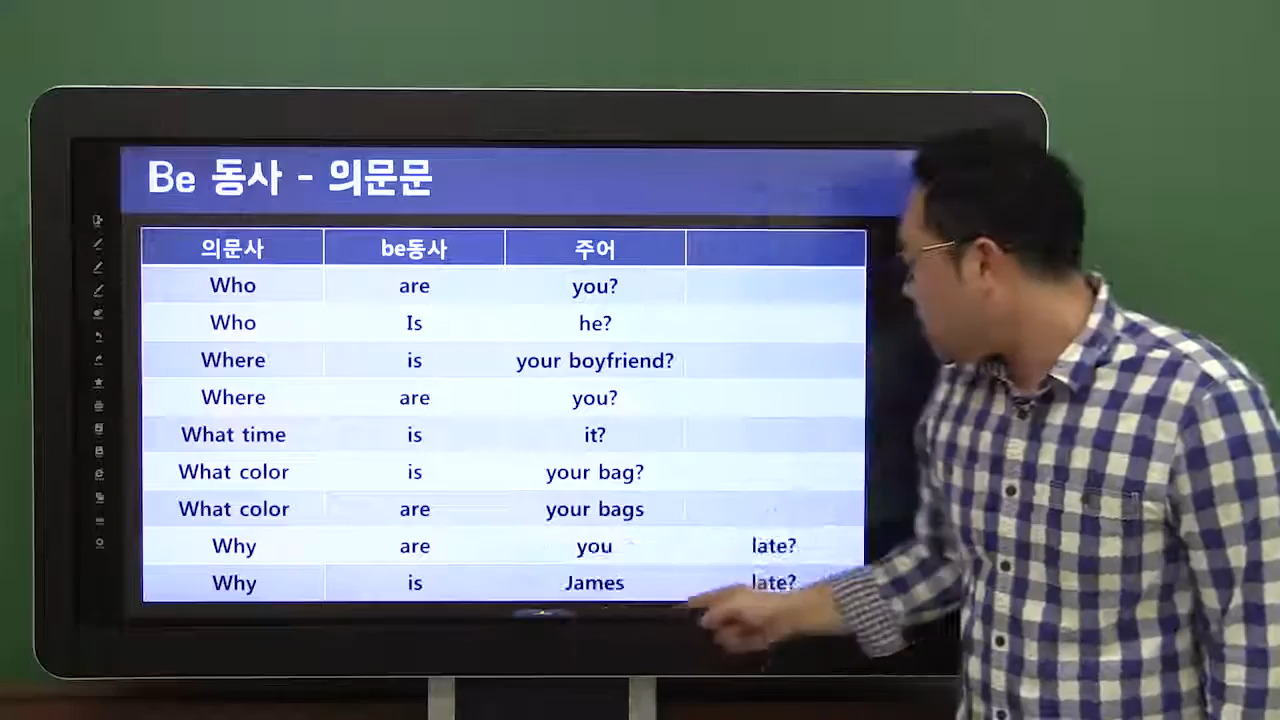 Be 동사 - 의문문
의문사 be동사 주어
Who are you?
Who Is he?
Where is your boyfriend?
Where are you?
What time is it?
What color is your bag?
What color are your bags
Why are you late?
Why is James late?